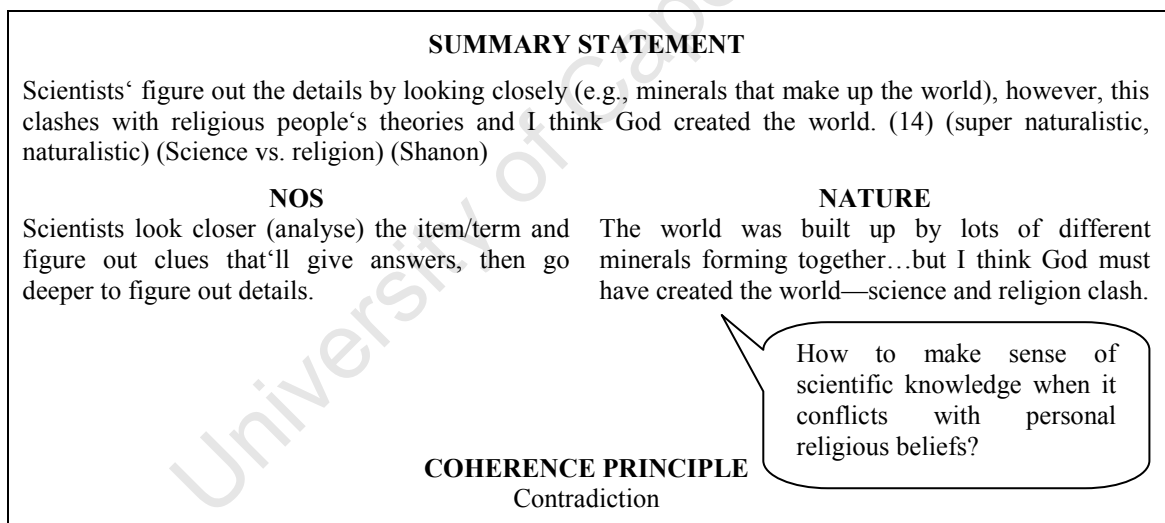 SUMMARY STATEMENT
Scientists‘ figure out the details by looking closely (e.g., minerals that make up the world), however, this
clashes with religious people‘s theories and I think God created the world. (14) (super naturalistic,
naturalistic) (Science vs. religion) (Shanon)
NOS
Scientists look closer (analyse) the item/term and
figure out clues that‘ll give answers, then go
deeper to figure out details.
NATURE
The world was built up by lots of different
minerals forming together…but I think God must
have created the world—science and religion clash.
How to make sense of
scientific knowledge when it
conflicts with personal
religious beliefs?
COHERENCE PRINCIPLE
Contradiction
University of Cape